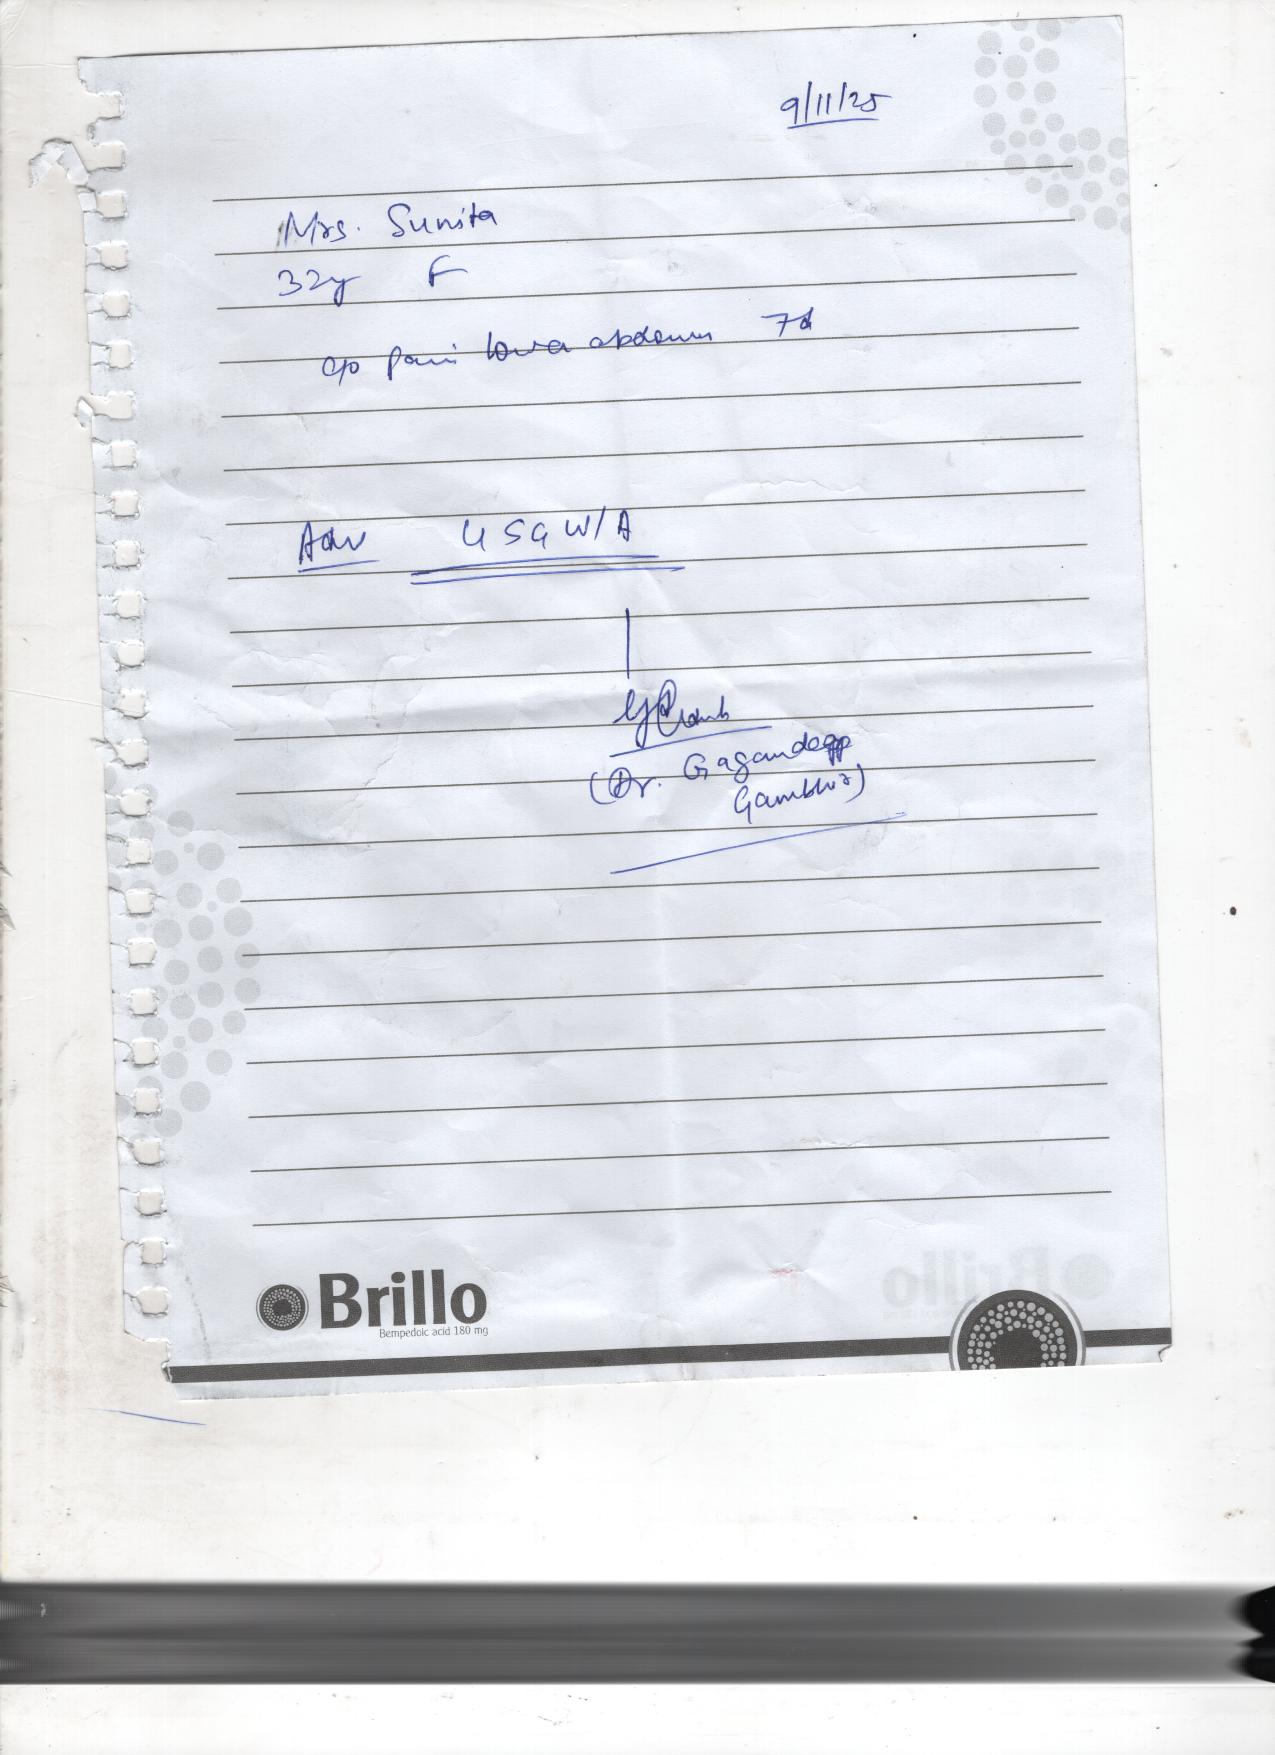 9/11/25
Mrs. Sunita
32y F
c/o pain lower abdomen 7d
Adv USG W/A
(Dr. Gagandeep
Gambhir)
Brillo
Bempedoic acid 180 mg